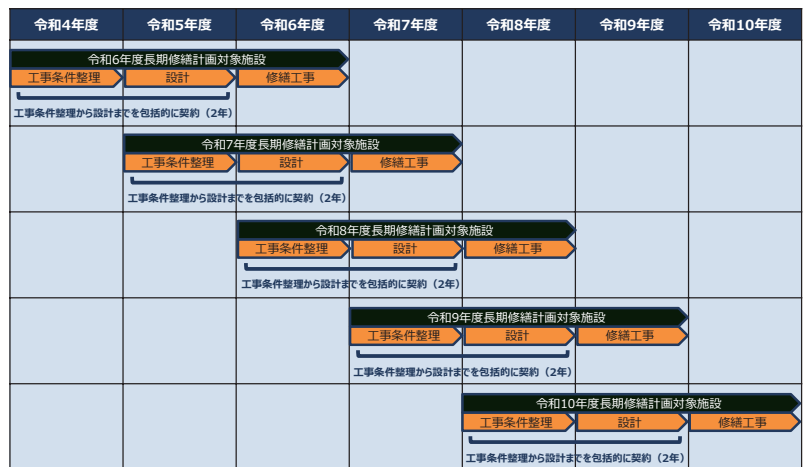 令和4年度 令和5年度 令和6年度 令和7年度 令和8年度 令和9年度 令和10年度
令和6年度長期修繕計画対象施設
工事条件整理 設計 修繕工事
工事条件整理から設計までを包括的に契約（2年）
令和7年度長期修繕計画対象施設
工事条件整理 設計 修繕工事
工事条件整理から設計までを包括的に契約（2年）
令和8年度長期修繕計画対象施設
工事条件整理 設計 修繕工事
工事条件整理から設計までを包括的に契約（2年）
令和9年度長期修繕計画対象施設
工事条件整理 設計 修繕工事
工事条件整理から設計までを包括的に契約（2年）
令和10年度長期修繕計画対象施設
工事条件整理 設計 修繕工事
工事条件整理から設計までを包括的に契約（2年）